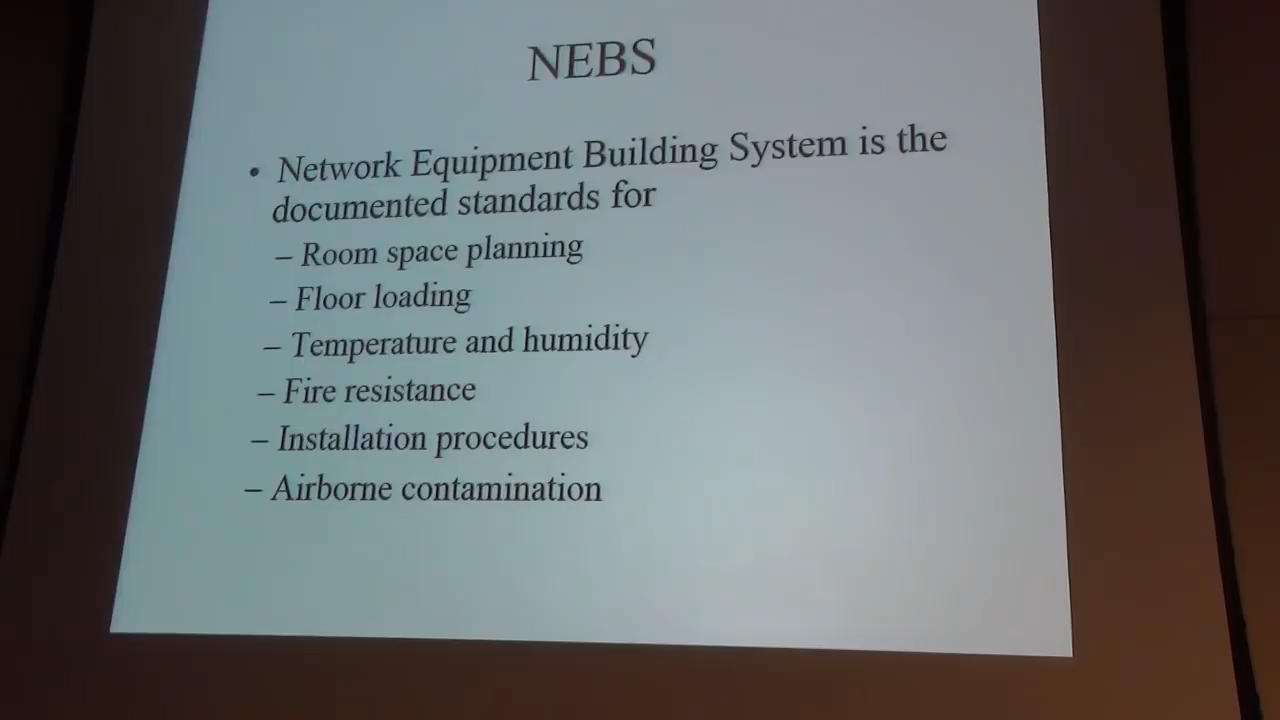 NEBS
• Network Equipment Building System is the
documented standards for
– Room space planning
– Floor loading
– Temperature and humidity
– Fire resistance
– Installation procedures
– Airborne contamination